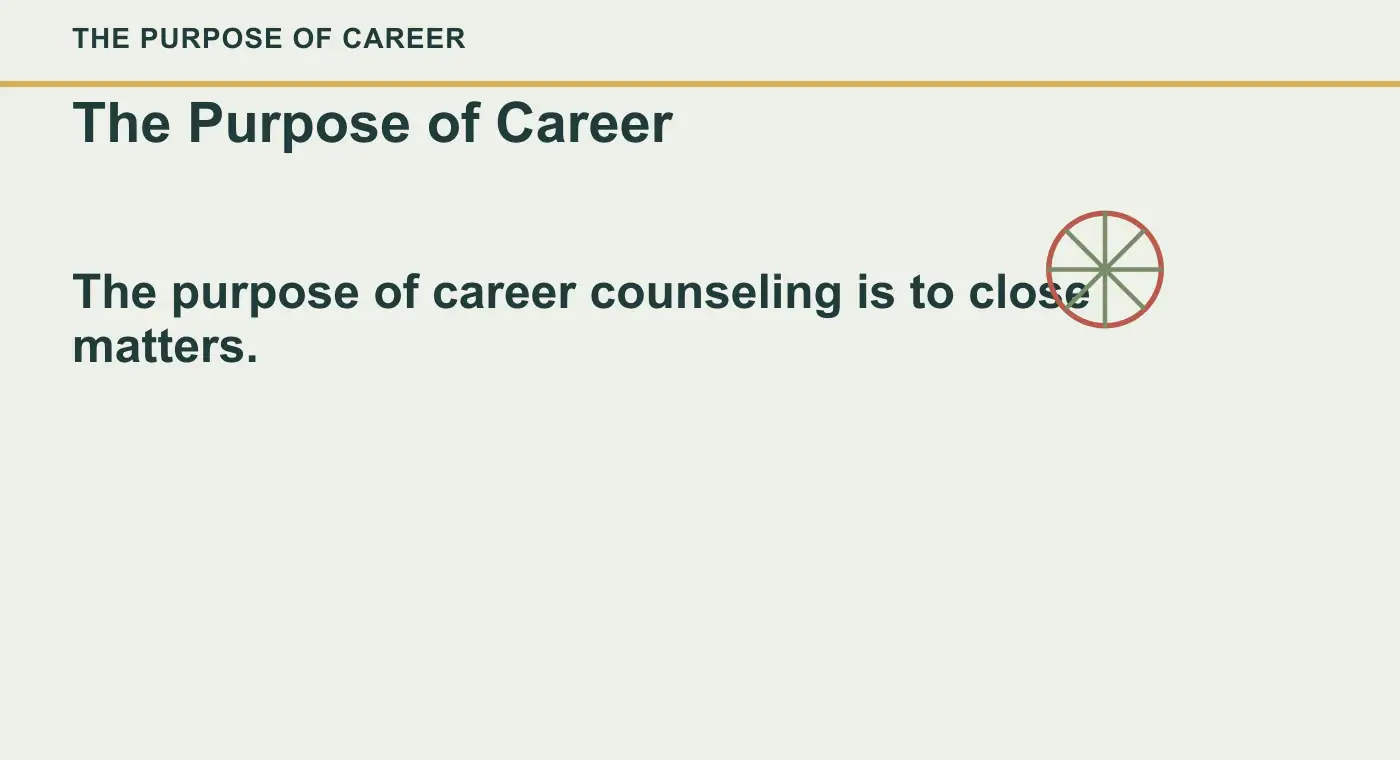 THE PURPOSE OF CAREER
The Purpose of Career
The purpose of career counseling is to close
matters.